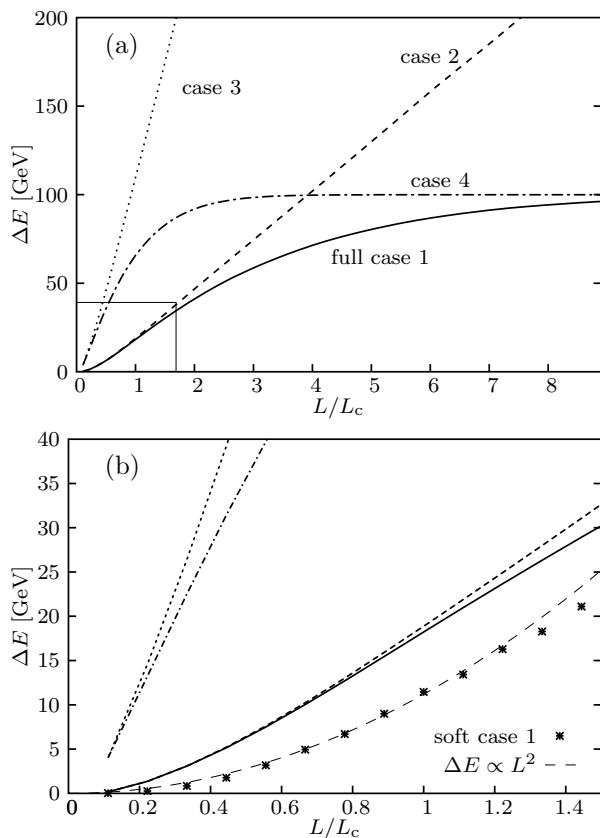 (a)
200
150
100
50
0
ΔE [GeV]
case 3
case 2
case 4
full case 1
0 1 2 3 4 5 6 7 8
L/Lc
(b)
40
35
30
25
20
15
10
5
0
ΔE [GeV]
soft case 1
ΔE ∝ L²
0 0.2 0.4 0.6 0.8 1 1.2 1.4
L/Lc